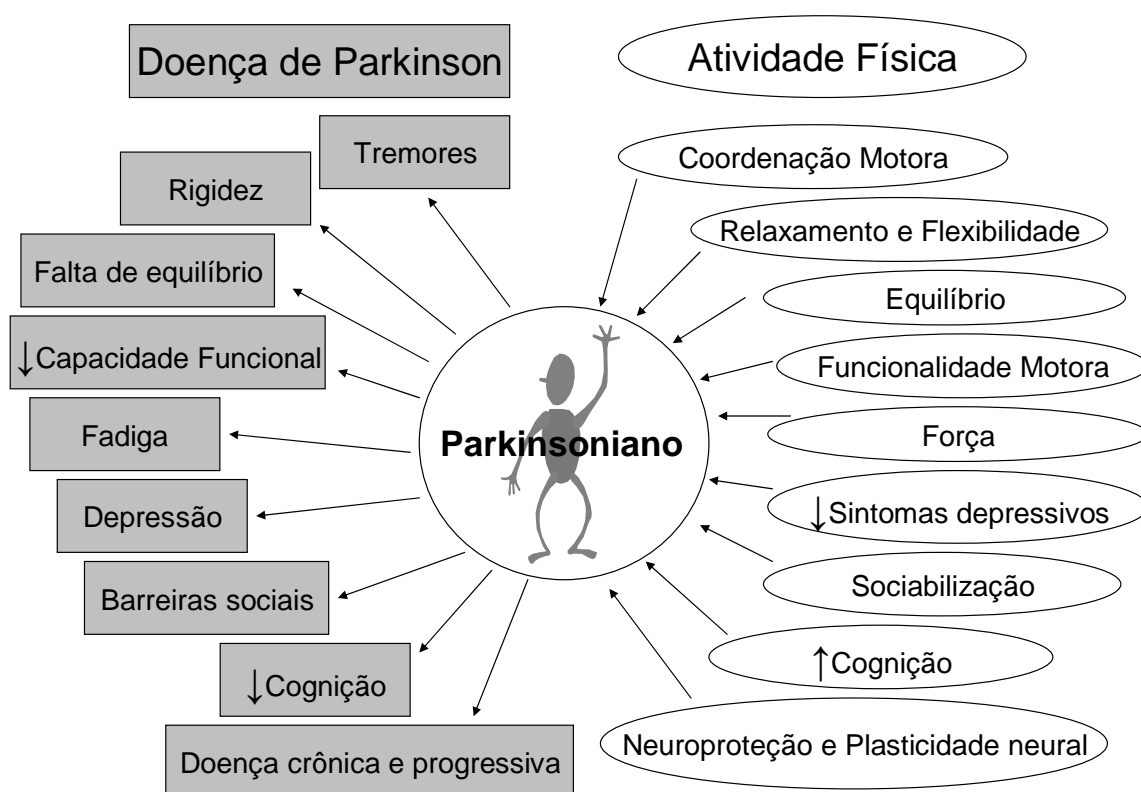 Doença de Parkinson
Atividade Física
Tremores
Rigidez
Falta de equilíbrio
↓Capacidade Funcional
Fadiga
Depressão
Barreiras sociais
↓Cognição
Doença crônica e progressiva
Parkinsoniano
Coordenação Motora
Relaxamento e Flexibilidade
Equilíbrio
Funcionalidade Motora
Força
↓Sintomas depressivos
Sociabilização
↑Cognição
Neuroproteção e Plasticidade neural